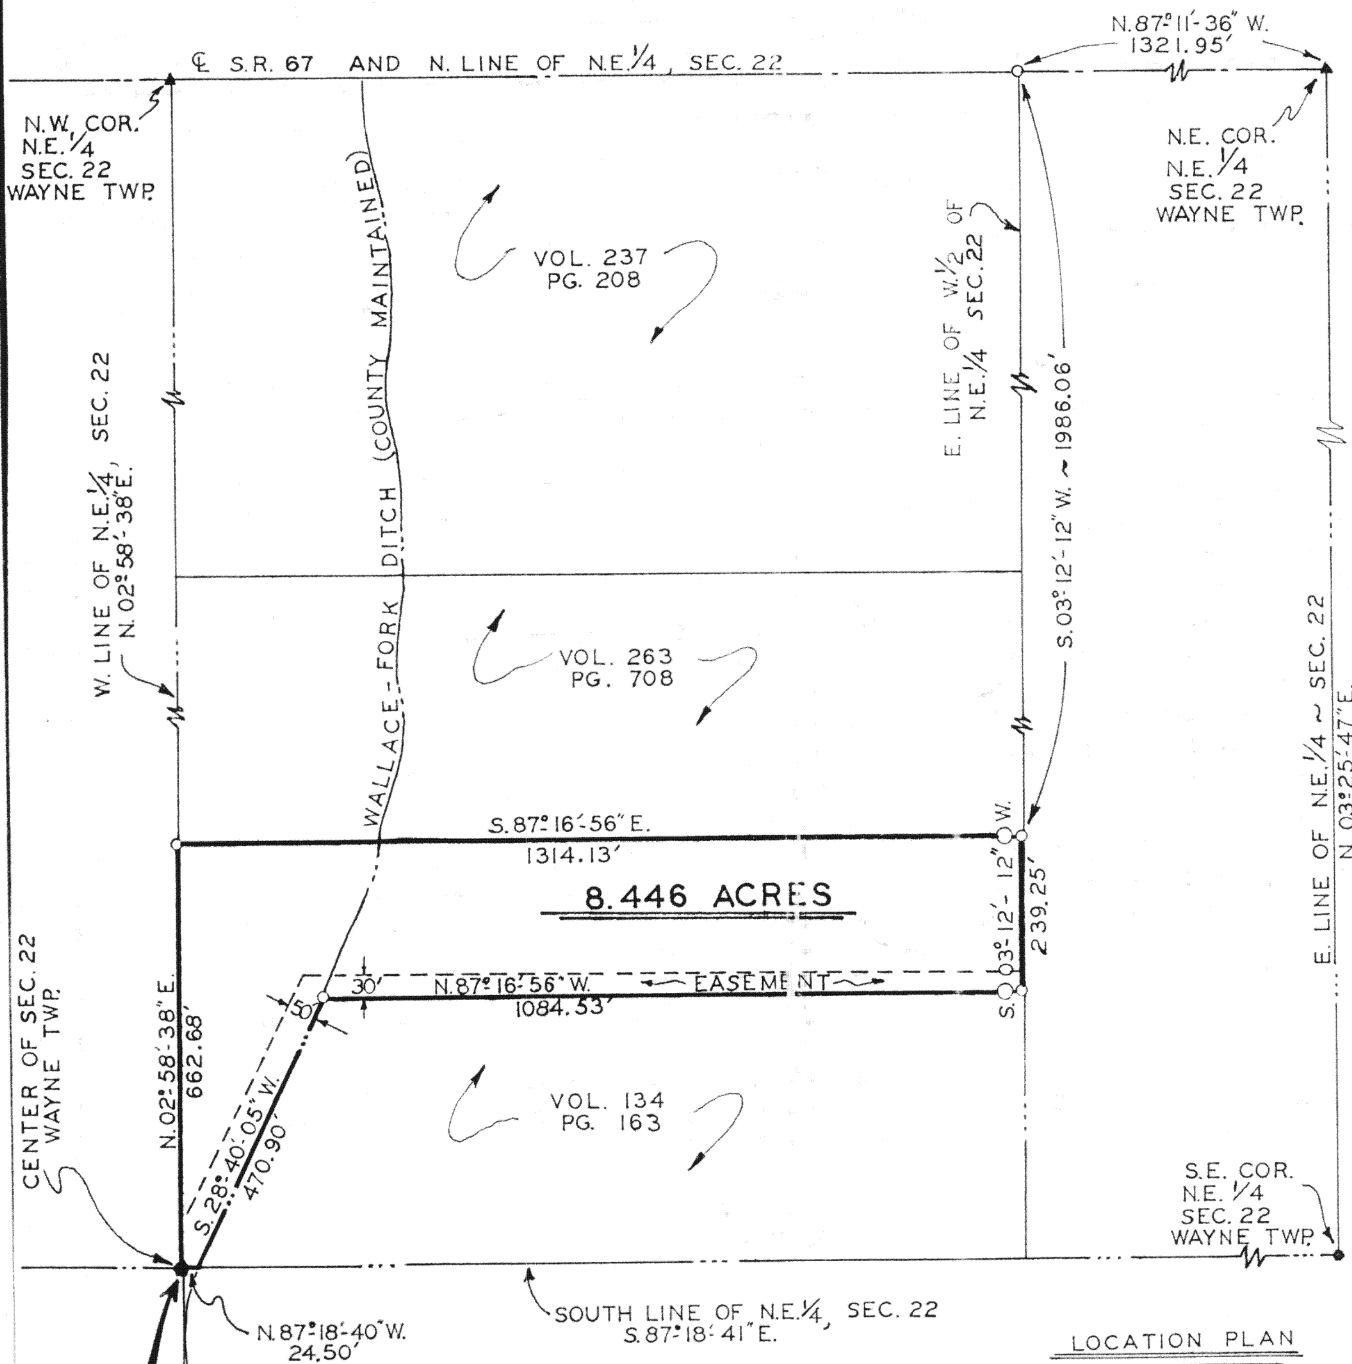 N.87°-11'-36" W.
1321.95'
℄ S.R. 67 AND N. LINE OF N.E.1/4, SEC. 22
N.W. COR.
N.E.1/4
SEC. 22
WAYNE TWP.
N.E. COR.
N.E.1/4
SEC. 22
WAYNE TWP.
WALLACE-FORK DITCH (COUNTY MAINTAINED)
VOL. 237
PG. 208
E. LINE OF W.1/2 OF
N.E.1/4 SEC. 22
S.03°-12'-12" W. ~ 1986.06'
W. LINE OF N.E.1/4, SEC. 22
N.02°-58'-38"E.
E. LINE OF N.E.1/4 ~ SEC. 22
N 03°-25'-47" E.
VOL. 263
PG. 708
S.87°-16'-56" E.
1314.13'
8.446 ACRES
S. 03°-12'-12" W.
239.25'
30'
N.87°-16'-56" W.
EASEMENT
1084.53'
50'
CENTER OF SEC. 22
WAYNE TWP.
N.02°-58'-38" E.
662.68'
S.28°-40'-05" W.
470.90'
VOL. 134
PG. 163
S.E. COR.
N.E.1/4
SEC. 22
WAYNE TWP.
N.87°-18'-40" W.
24.50'
SOUTH LINE OF N.E.1/4, SEC. 22
S.87°-18'-41" E.
LOCATION PLAN